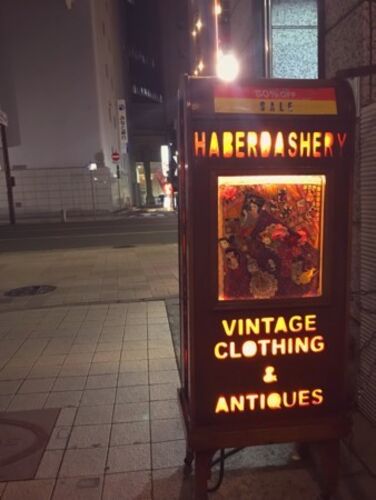 50% OFF
SALE
HABERDASHERY
VINTAGE
CLOTHING
&
ANTIQUES